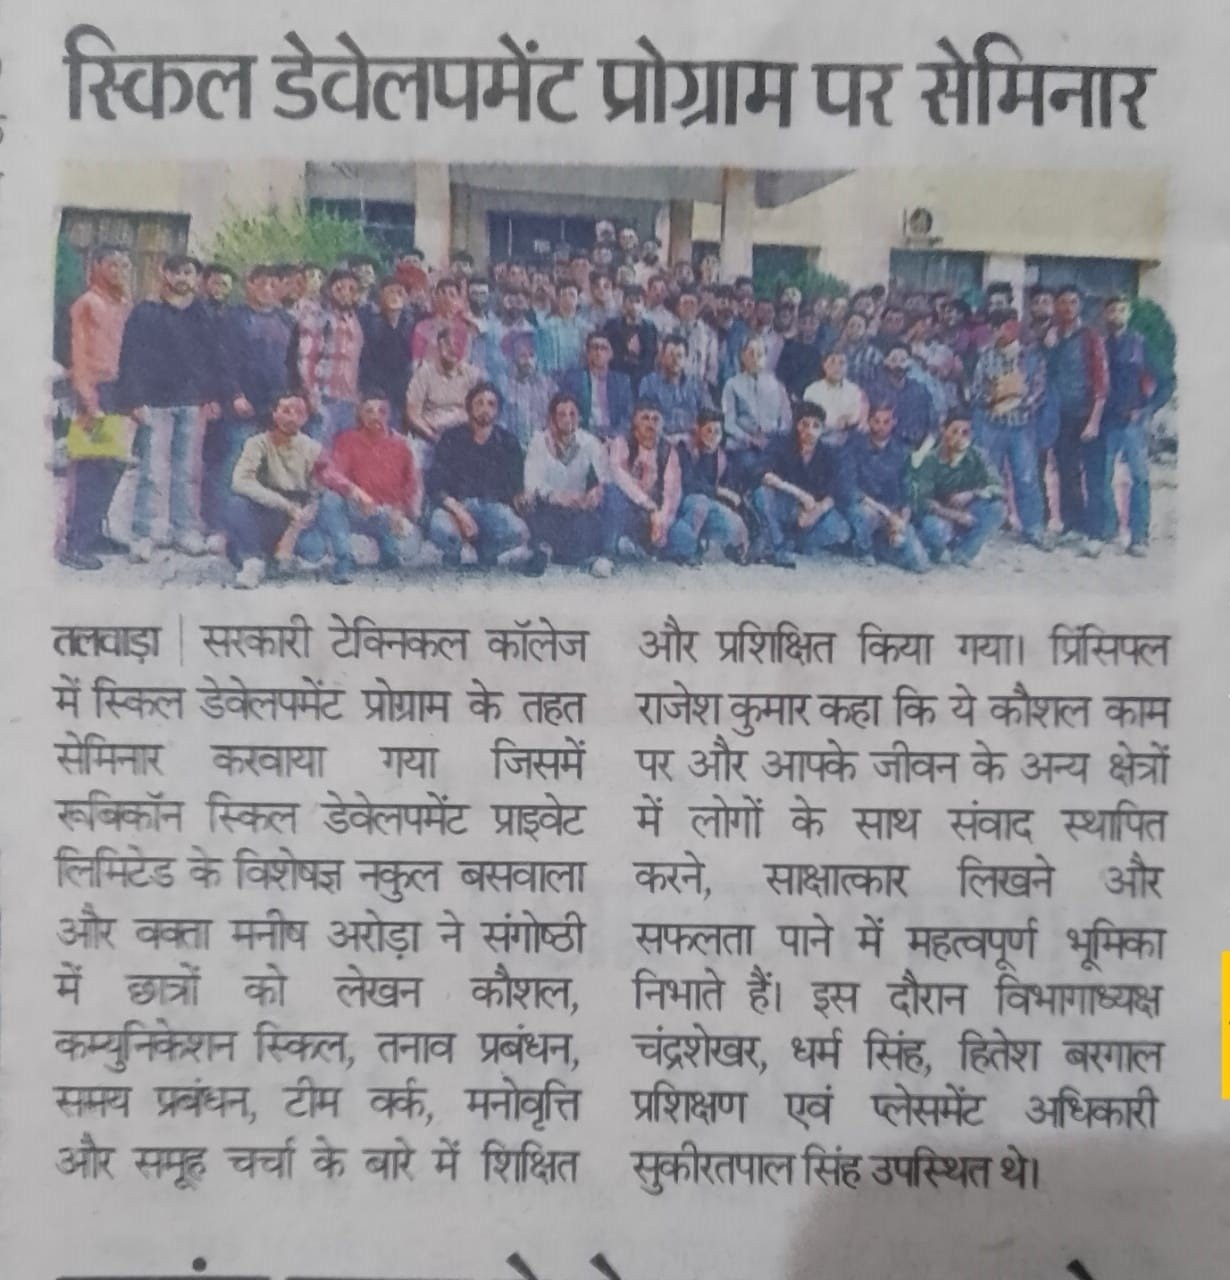 स्किल डेवेलपमेंट प्रोग्राम पर सेमिनार
तलवाड़ा | सरकारी टेक्निकल कॉलेज
में स्किल डेवेलपमेंट प्रोग्राम के तहत
सेमिनार करवाया गया जिसमें
रूबिकॉन स्किल डेवेलपमेंट प्राइवेट
लिमिटेड के विशेषज्ञ नकुल बसवाला
और वक्ता मनीष अरोड़ा ने संगोष्ठी
में छात्रों को लेखन कौशल,
कम्युनिकेशन स्किल, तनाव प्रबंधन,
समय प्रबंधन, टीम वर्क, मनोवृत्ति
और समूह चर्चा के बारे में शिक्षित
और प्रशिक्षित किया गया। प्रिंसिपल
राजेश कुमार कहा कि ये कौशल काम
पर और आपके जीवन के अन्य क्षेत्रों
में लोगों के साथ संवाद स्थापित
करने, साक्षात्कार लिखने और
सफलता पाने में महत्वपूर्ण भूमिका
निभाते हैं। इस दौरान विभागाध्यक्ष
चंद्रशेखर, धर्म सिंह, हितेश बरगाल
प्रशिक्षण एवं प्लेसमेंट अधिकारी
सुकीरतपाल सिंह उपस्थित थे।